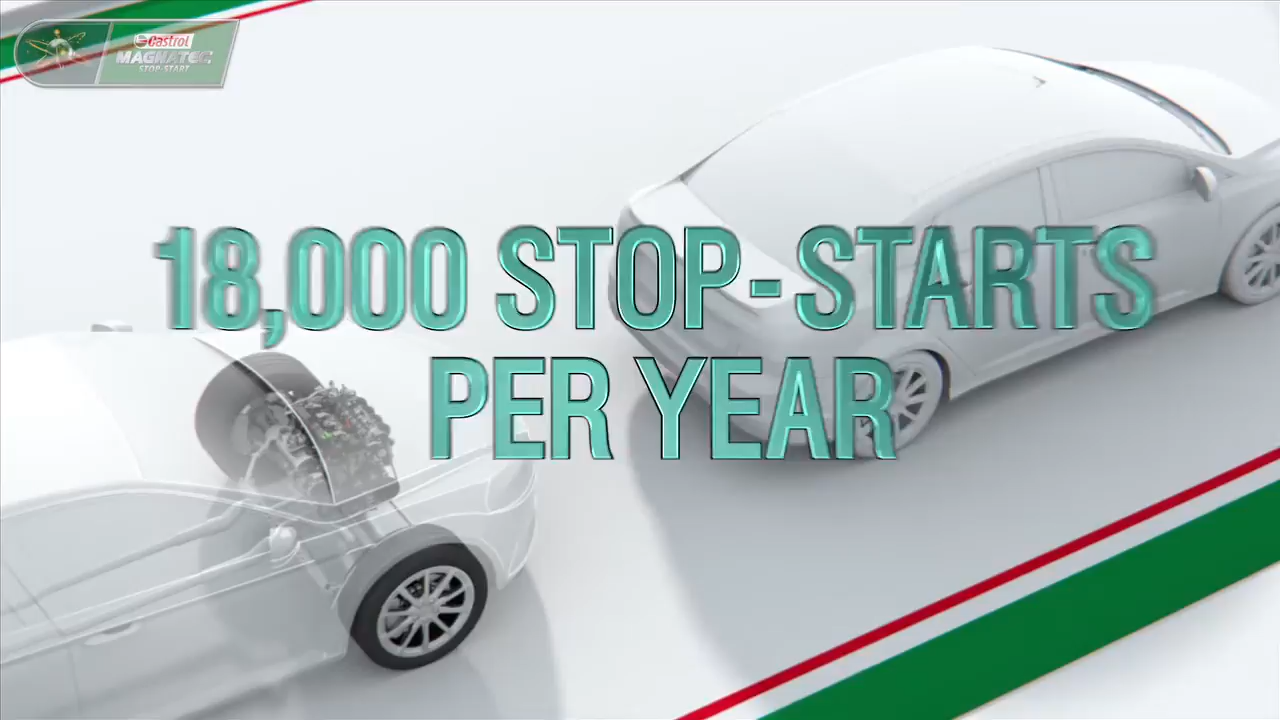 Castrol
MAGNATEC
STOP-START
18,000 STOP-STARTS
PER YEAR